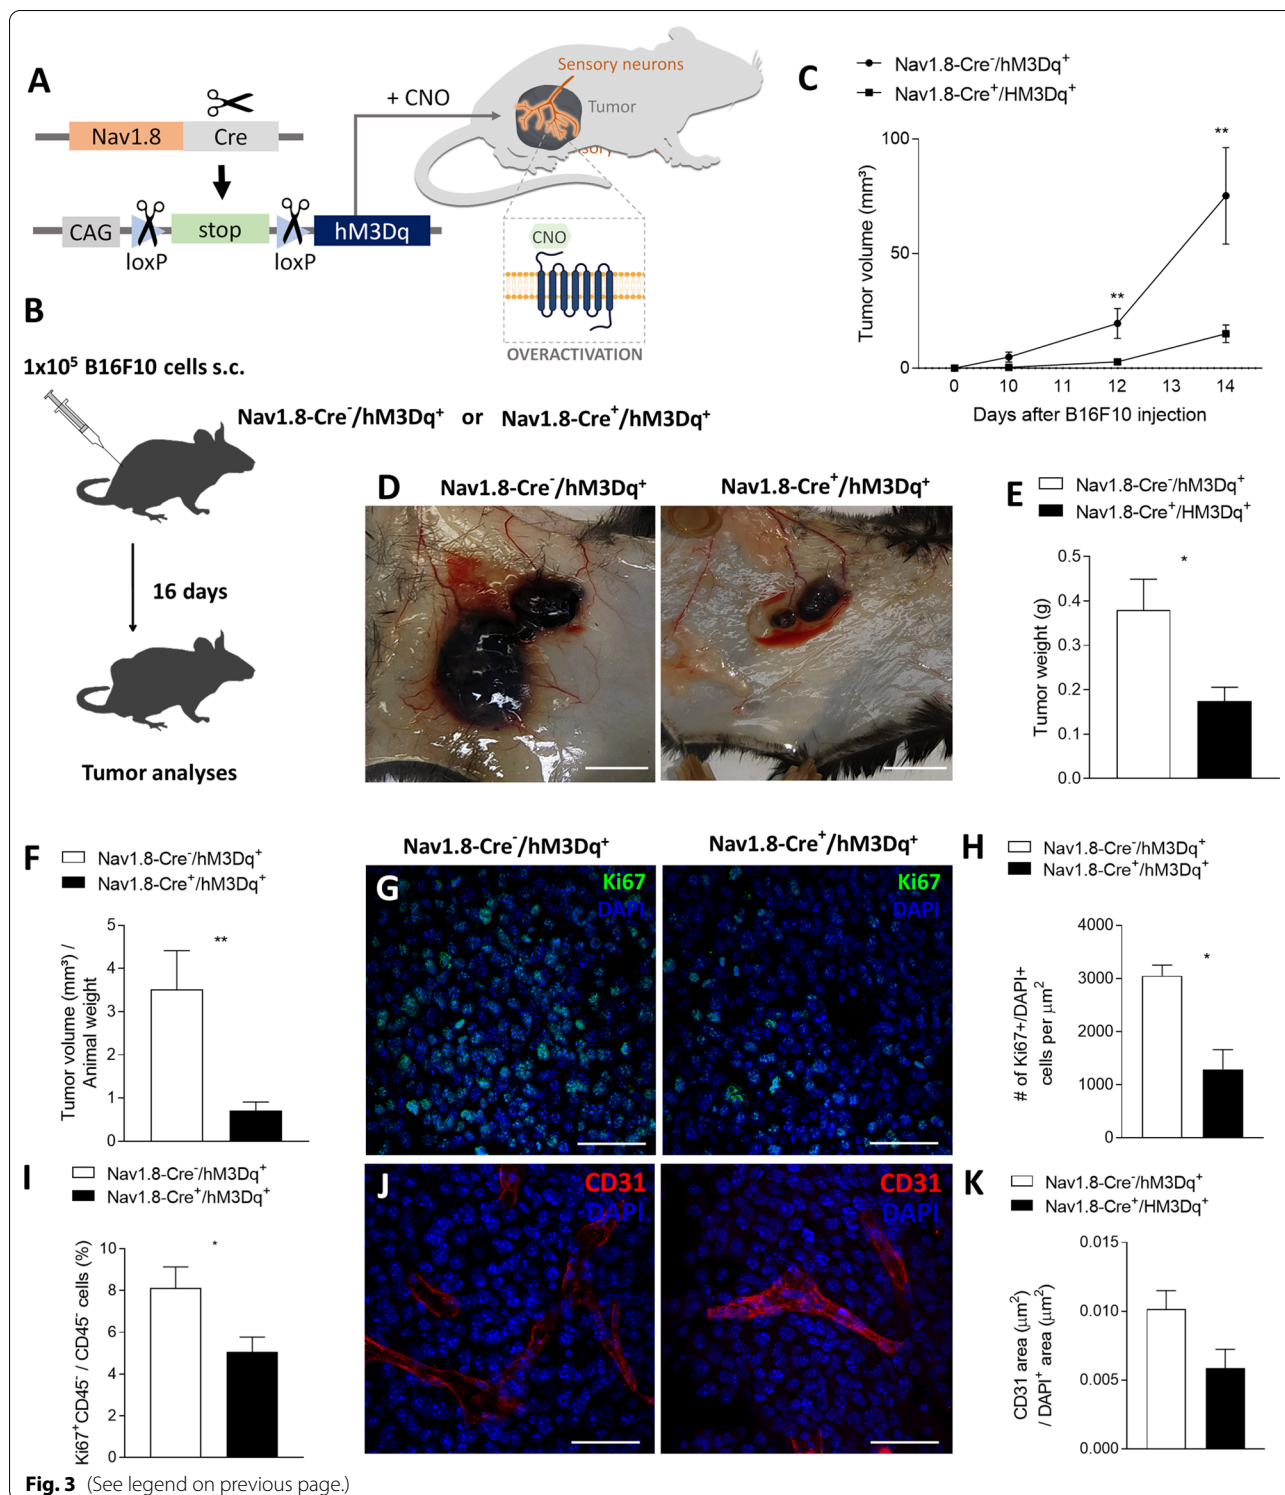 A
Nav1.8 Cre
CAG stop hM3Dq
loxP loxP
+ CNO
Sensory neurons
Tumor
CNO
OVERACTIVATION
B
1x10⁵ B16F10 cells s.c.
Nav1.8-Cre⁻/hM3Dq⁺ or Nav1.8-Cre⁺/hM3Dq⁺
16 days
Tumor analyses
C
Nav1.8-Cre⁻/hM3Dq⁺
Nav1.8-Cre⁺/HM3Dq⁺
Tumor volume (mm³)
100
50
0
**
**
0 10 11 12 13 14
Days after B16F10 injection
D
Nav1.8-Cre⁻/hM3Dq⁺ Nav1.8-Cre⁺/hM3Dq⁺
E
Nav1.8-Cre⁻/hM3Dq⁺
Nav1.8-Cre⁺/HM3Dq⁺
Tumor weight (g)
0.5
0.4
0.3
0.2
0.1
0.0
*
F
Nav1.8-Cre⁻/hM3Dq⁺
Nav1.8-Cre⁺/hM3Dq⁺
Tumor volume (mm³) /
Animal weight
5
4
3
2
1
0
**
Nav1.8-Cre⁻/hM3Dq⁺ Nav1.8-Cre⁺/hM3Dq⁺
G
Ki67 Ki67
DAPI DAPI
H
Nav1.8-Cre⁻/hM3Dq⁺
Nav1.8-Cre⁺/hM3Dq⁺
# of Ki67+/DAPI+
cells per µm²
4000
3000
2000
1000
0
*
I
Nav1.8-Cre⁻/hM3Dq⁺
Nav1.8-Cre⁺/hM3Dq⁺
Ki67⁺CD45⁻ / CD45⁻ cells (%)
10
8
6
4
2
0
*
J
CD31 CD31
DAPI DAPI
K
Nav1.8-Cre⁻/hM3Dq⁺
Nav1.8-Cre⁺/HM3Dq⁺
CD31 area (µm²)
/ DAPI⁺ area (µm²)
0.015
0.010
0.005
0.000
Fig. 3 (See legend on previous page.)